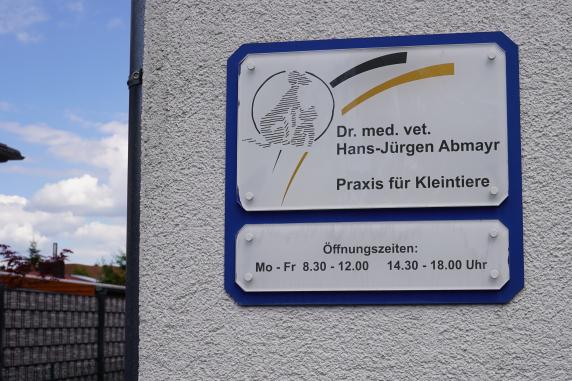 Dr. med. vet.
Hans-Jürgen Abmayr
Praxis für Kleintiere
Öffnungszeiten:
Mo - Fr 8.30 - 12.00 14.30 - 18.00 Uhr